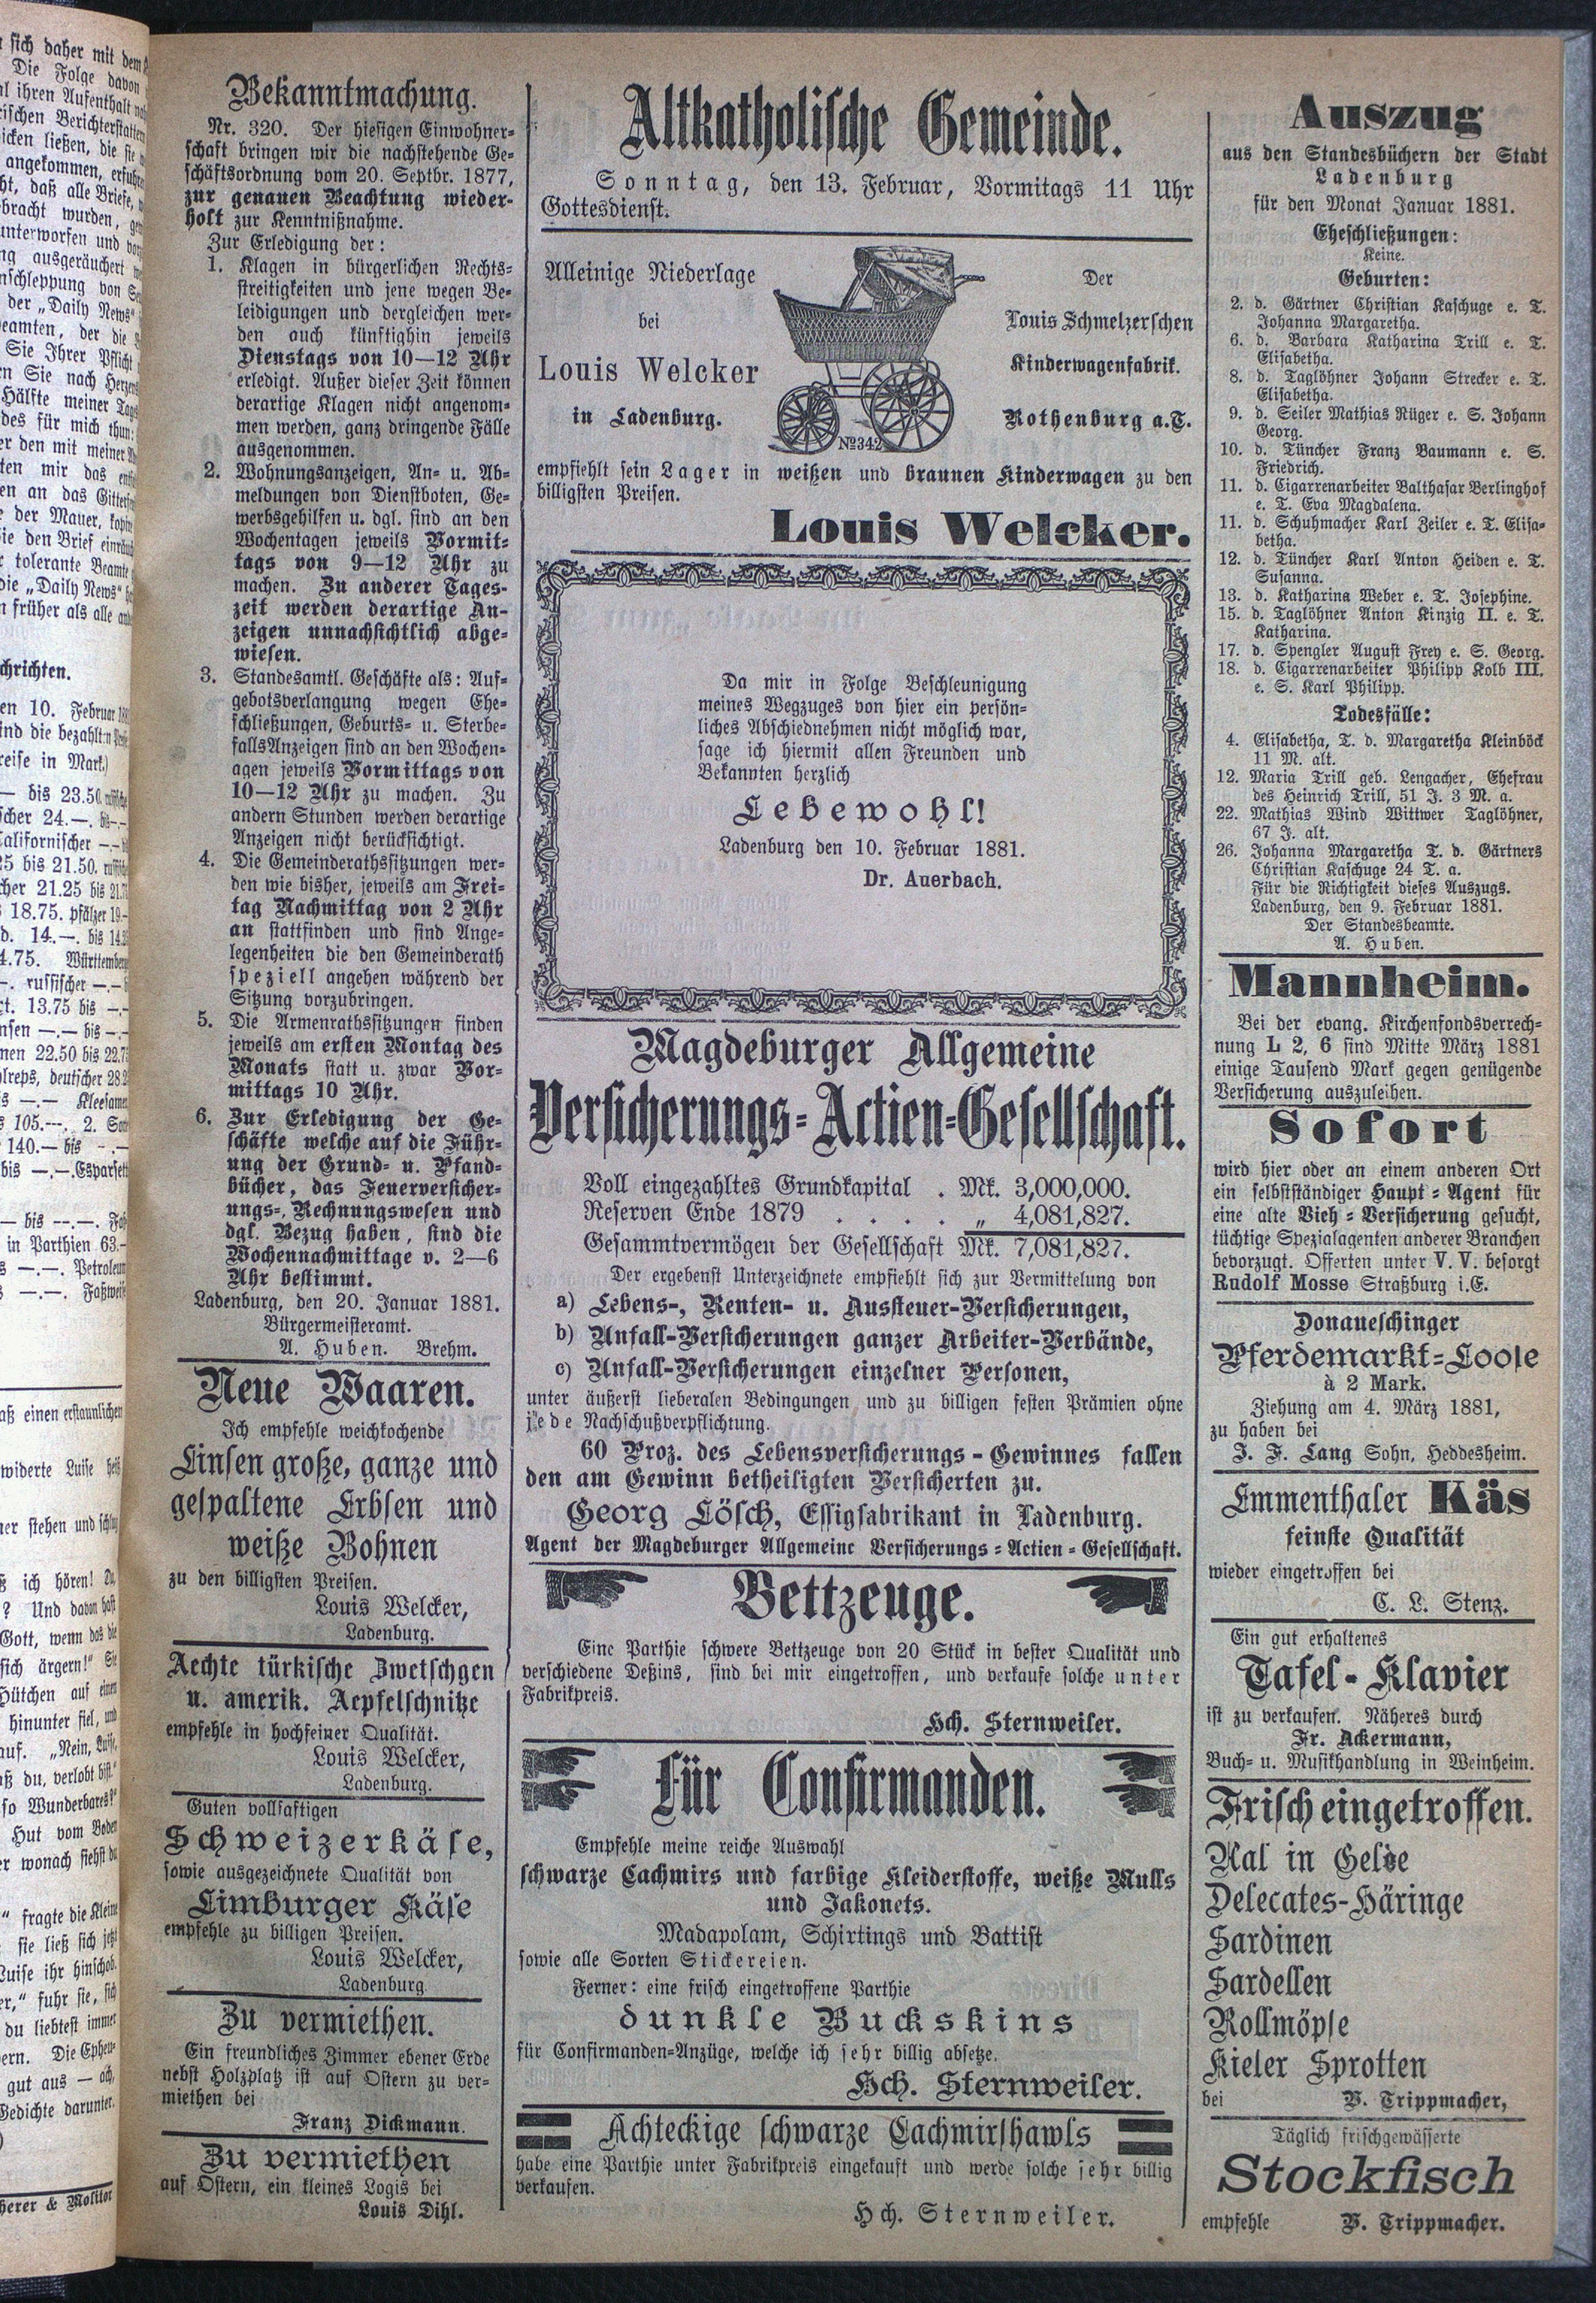 Bekanntmachung.
Nr. 320. Der hiesigen Einwohner-
schaft bringen wir die nachstehende Ge-
schäftsordnung vom 20. Septbr. 1877,
zur genauen Beachtung wieder-
holt zur Kenntnißnahme.
Zur Erledigung der:
1. Klagen in bürgerlichen Rechts-
streitigkeiten und jene wegen Be-
leidigungen und dergleichen wer-
den auch künftighin jeweils
Dienstags von 10—12 Uhr
erledigt. Außer dieser Zeit können
derartige Klagen nicht angenom-
men werden, ganz dringende Fälle
ausgenommen.
2. Wohnungsanzeigen, An- u. Ab-
meldungen von Dienstboten, Ge-
werbsgehilfen u. dgl. sind an den
Wochentagen jeweils Vormit-
tags von 9—12 Uhr zu
machen. Zu anderer Tages-
zeit werden derartige An-
zeigen unnachsichtlich abge-
wiesen.
3. Standesamtl. Geschäfte als: Auf-
gebotsverlangung wegen Ehe-
schließungen, Geburts- u. Sterbe-
fallsAnzeigen sind an den Wochen-
agen jeweils Vormittags von
10—12 Uhr zu machen. Zu
andern Stunden werden derartige
Anzeigen nicht berücksichtigt.
4. Die Gemeinderathssitzungen wer-
den wie bisher, jeweils am Frei-
tag Nachmittag von 2 Uhr
an stattfinden und sind Ange-
legenheiten die den Gemeinderath
speziell angehen während der
Sitzung vorzubringen.
5. Die Armenrathssitzungen finden
jeweils am ersten Montag des
Monats statt u. zwar Vor-
mittags 10 Uhr.
6. Zur Erledigung der Ge-
schäfte welche auf die Führ-
ung der Grund- u. Pfand-
bücher, das Feuerversicher-
ungs-, Rechnungswesen und
dgl. Bezug haben, sind die
Wochennachmittage v. 2—6
Uhr bestimmt.
Ladenburg, den 20. Januar 1881.
Bürgermeisteramt.
A. Huben. Brehm.
Neue Waaren.
Ich empfehle weichkochende
Linsen große, ganze und
gespaltene Erbsen und
weiße Bohnen
zu den billigsten Preisen.
Louis Welcker,
Ladenburg.
Aechte türkische Zwetschgen
u. amerik. Aepfelschnitze
empfehle in hochfeiner Qualität.
Louis Welcker,
Ladenburg.
Guten vollsaftigen
Schweizerkäse,
sowie ausgezeichnete Qualität von
Limburger Käse
empfehle zu billigen Preisen.
Louis Welcker,
Ladenburg
Zu vermiethen.
Ein freundliches Zimmer ebener Erde
nebst Holzplatz ist auf Ostern zu ver-
miethen bei
Franz Dickmann.
Zu vermiethen
auf Ostern, ein kleines Logis bei
Louis Dihl.
Altkatholische Gemeinde.
Sonntag, den 13. Februar, Vormitags 11 Uhr
Gottesdienst.
Alleinige Niederlage
bei
Louis Welcker
in Ladenburg.
No 342
Der
Louis Schmelzerschen
Kinderwagenfabrik.
Rothenburg a.T.
empfiehlt sein Lager in weißen und braunen Kinderwagen zu den
billigsten Preisen.
Louis Welcker.
Da mir in Folge Beschleunigung
meines Wegzuges von hier ein persön-
liches Abschiednehmen nicht möglich war,
sage ich hiermit allen Freunden und
Bekannten herzlich
Lebewohl!
Ladenburg den 10. Februar 1881.
Dr. Auerbach.
Magdeburger Allgemeine
Versicherungs-Actien-Gesellschaft.
Voll eingezahltes Grundkapital . Mk. 3,000,000.
Reserven Ende 1879 . . . . „ 4,081,827.
Gesammtvermögen der Gesellschaft Mk. 7,081,827.
Der ergebenst Unterzeichnete empfiehlt sich zur Vermittelung von
a) Lebens-, Renten- u. Aussteuer-Versicherungen,
b) Unfall-Versicherungen ganzer Arbeiter-Verbände,
c) Unfall-Versicherungen einzelner Personen,
unter äußerst lieberalen Bedingungen und zu billigen festen Prämien ohne
jede Nachschußverpflichtung.
60 Proz. des Lebensversicherungs-Gewinnes fallen
den am Gewinn betheiligten Versicherten zu.
Georg Lösch, Essigfabrikant in Ladenburg.
Agent der Magdeburger Allgemeine Versicherungs-Actien-Gesellschaft.
Bettzeuge.
Eine Parthie schwere Bettzeuge von 20 Stück in bester Qualität und
verschiedene Deßins, sind bei mir eingetroffen, und verkaufe solche unter
Fabrikpreis.
Hch. Sternweiler.
Für Confirmanden.
Empfehle meine reiche Auswahl
schwarze Cachmirs und farbige Kleiderstoffe, weiße Mulls
und Jakonets.
Madapolam, Schirtings und Battist
sowie alle Sorten Stickereien.
Ferner: eine frisch eingetroffene Parthie
dunkle Buckskins
für Confirmanden-Anzüge, welche ich sehr billig absetze.
Hch. Sternweiler.
Achteckige schwarze Cachmirshawls
habe eine Parthie unter Fabrikpreis eingekauft und werde solche sehr billig
verkaufen.
Hch. Sternweiler.
Auszug
aus den Standesbüchern der Stadt
Ladenburg
für den Monat Januar 1881.
Eheschließungen:
Keine.
Geburten:
2. d. Gärtner Christian Kaschuge e. T.
Johanna Margaretha.
6. d. Barbara Katharina Trill e. T.
Elisabetha.
8. d. Taglöhner Johann Strecker e. T.
Elisabetha.
9. d. Seiler Mathias Rüger e. S. Johann
Georg.
10. d. Tüncher Franz Baumann e. S.
Friedrich.
11. d. Cigarrenarbeiter Balthasar Berlinghof
e. T. Eva Magdalena.
11. d. Schuhmacher Karl Zeiler e. T. Elisa-
betha.
12. d. Tüncher Karl Anton Heiden e. T.
Susanna.
13. d. Katharina Weber e. T. Josephine.
15. d. Taglöhner Anton Kinzig II. e. T.
Katharina.
17. d. Spengler August Frey e. S. Georg.
18. d. Cigarrenarbeiter Philipp Kolb III.
e. S. Karl Philipp.
Todesfälle:
4. Elisabetha, T. d. Margaretha Kleinböck
11 M. alt.
12. Maria Trill geb. Lengacher, Ehefrau
des Heinrich Trill, 51 J. 3 M. a.
22. Mathias Wind Wittwer Taglöhner,
67 J. alt.
26. Johanna Margaretha T. d. Gärtners
Christian Kaschuge 24 T. a.
Für die Richtigkeit dieses Auszugs.
Ladenburg, den 9. Februar 1881.
Der Standesbeamte.
A. Huben.
Mannheim.
Bei der evang. Kirchenfondsverrech-
nung L 2, 6 sind Mitte März 1881
einige Tausend Mark gegen genügende
Versicherung auszuleihen.
Sofort
wird hier oder an einem anderen Ort
ein selbstständiger Haupt-Agent für
eine alte Vieh-Versicherung gesucht,
tüchtige Spezialagenten anderer Branchen
bevorzugt. Offerten unter V. V. besorgt
Rudolf Mosse Straßburg i.E.
Donaueschinger
Pferdemarkt-Loose
à 2 Mark.
Ziehung am 4. März 1881,
zu haben bei
J. F. Lang Sohn, Heddesheim.
Emmenthaler Käs
feinste Qualität
wieder eingetroffen bei
C. L. Stenz.
Ein gut erhaltenes
Tafel-Klavier
ist zu verkaufen. Näheres durch
Fr. Ackermann,
Buch- u. Musikhandlung in Weinheim.
Frisch eingetroffen.
Aal in Gelée
Delecates-Häringe
Sardinen
Sardellen
Rollmöpse
Kieler Sprotten
bei V. Trippmacher,
Täglich frischgewässerte
Stockfisch
empfehle V. Trippmacher.